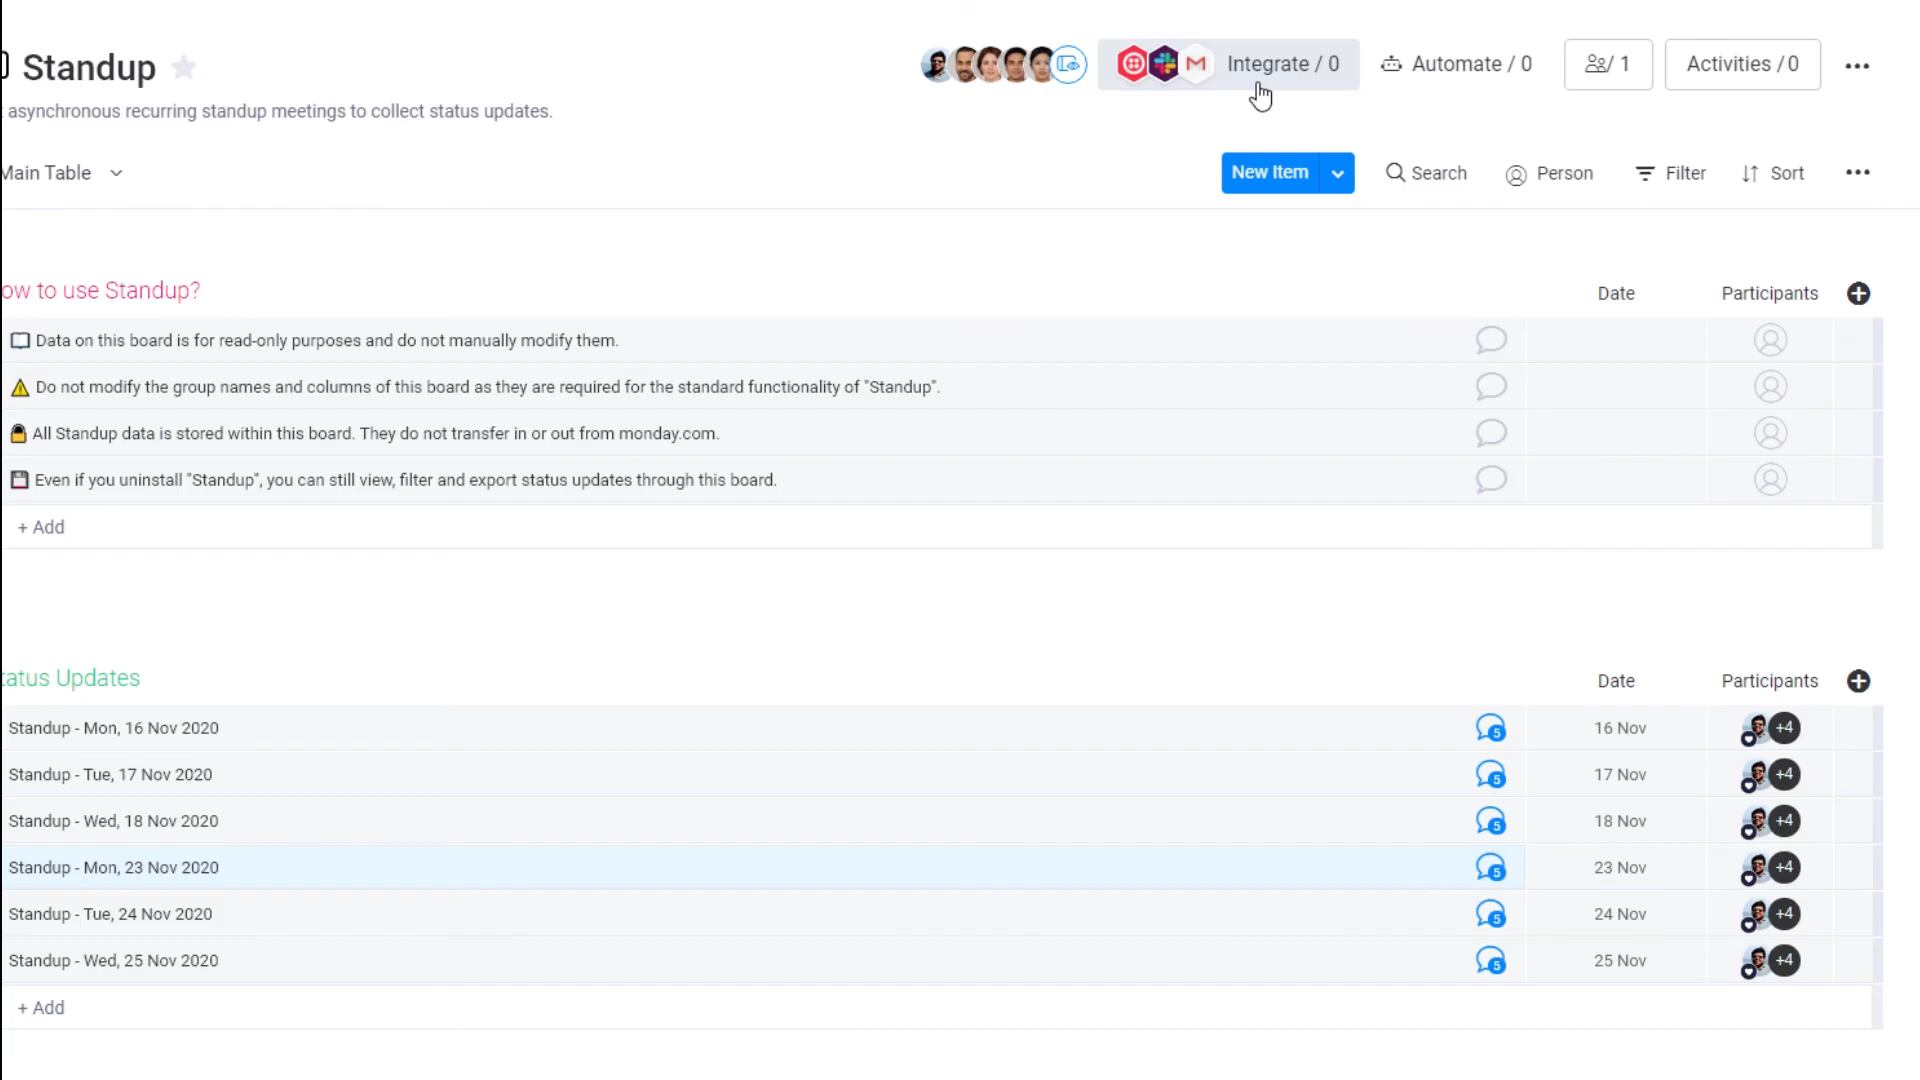 Standup
Integrate / 0
Automate / 0
/ 1
Activities / 0
asynchronous recurring standup meetings to collect status updates.
Main Table
New Item
Search
Person
Filter
Sort
ow to use Standup?
Date
Participants
Data on this board is for read-only purposes and do not manually modify them.
Do not modify the group names and columns of this board as they are required for the standard functionality of "Standup".
All Standup data is stored within this board. They do not transfer in or out from monday.com.
Even if you uninstall "Standup", you can still view, filter and export status updates through this board.
+ Add
tatus Updates
Date
Participants
Standup - Mon, 16 Nov 2020
5
16 Nov
+4
Standup - Tue, 17 Nov 2020
5
17 Nov
+4
Standup - Wed, 18 Nov 2020
5
18 Nov
+4
Standup - Mon, 23 Nov 2020
5
23 Nov
+4
Standup - Tue, 24 Nov 2020
5
24 Nov
+4
Standup - Wed, 25 Nov 2020
5
25 Nov
+4
+ Add